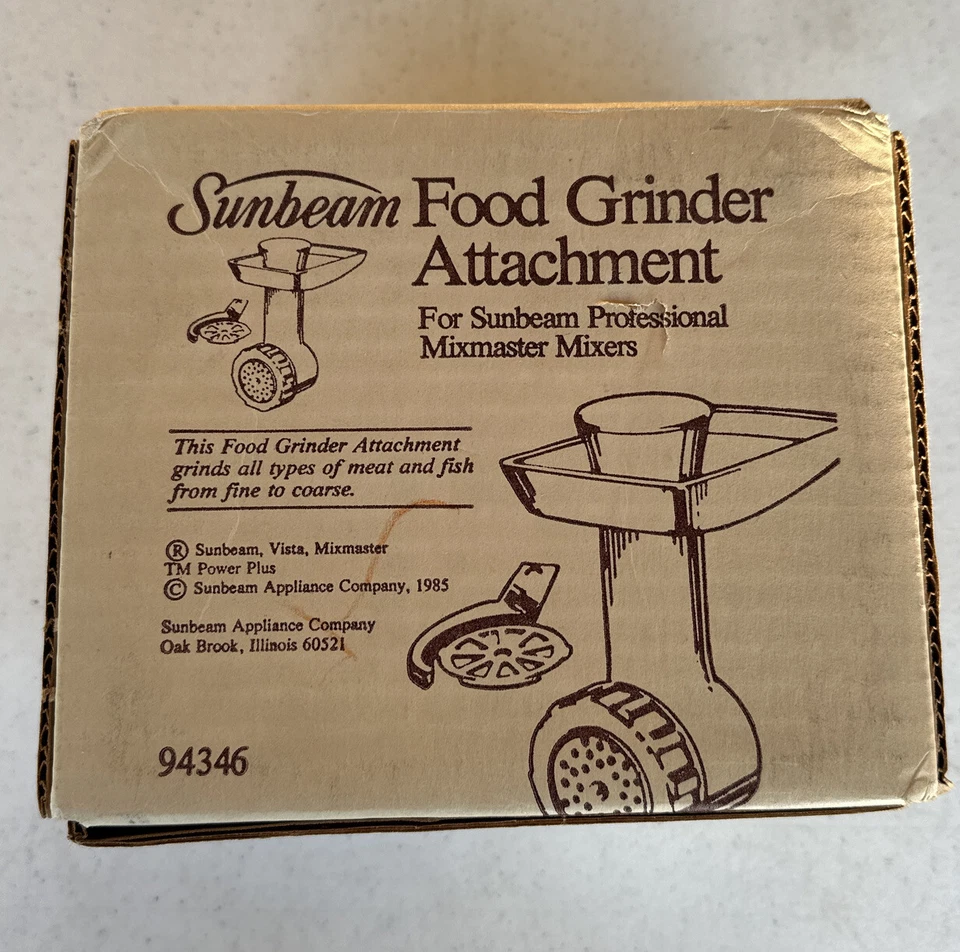 Sunbeam Food Grinder
Attachment
For Sunbeam Professional
Mixmaster Mixers
This Food Grinder Attachment
grinds all types of meat and fish
from fine to coarse.
® Sunbeam, Vista, Mixmaster
TM Power Plus
© Sunbeam Appliance Company, 1985
Sunbeam Appliance Company
Oak Brook, Illinois 60521
94346